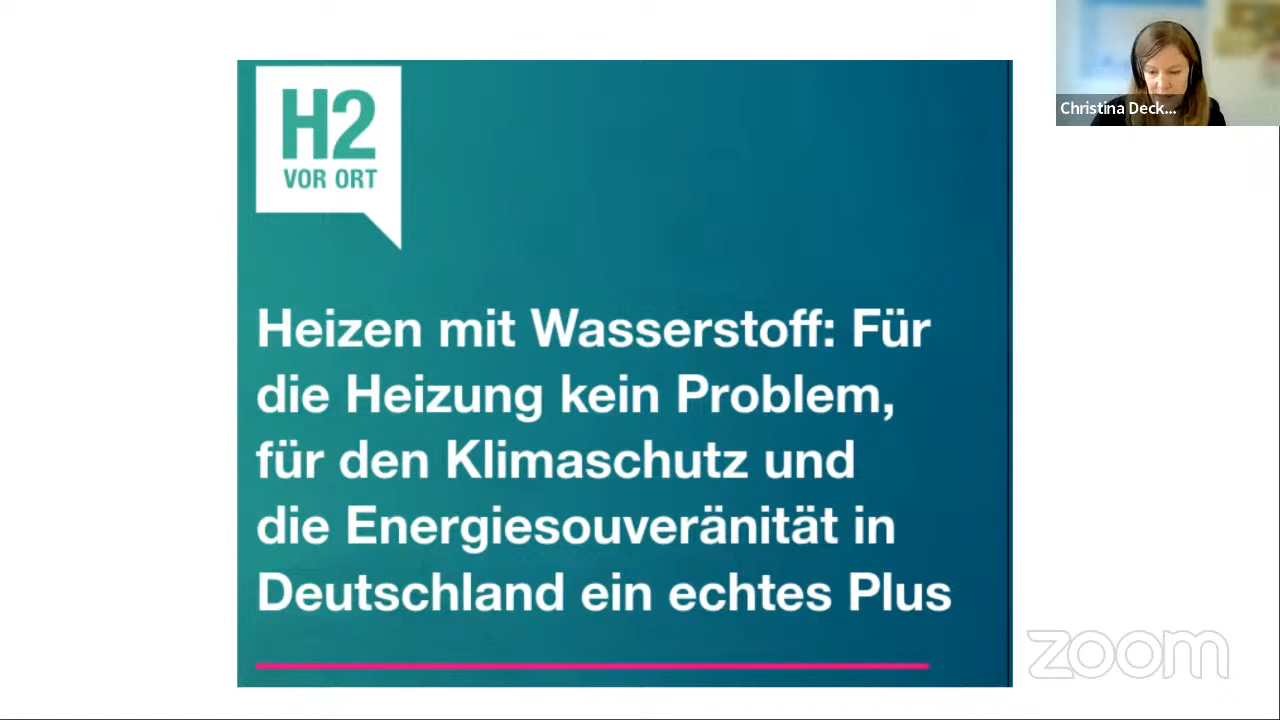 H2
VOR ORT
Heizen mit Wasserstoff: Für
die Heizung kein Problem,
für den Klimaschutz und
die Energiesouveränität in
Deutschland ein echtes Plus
Christina Deck...
zoom